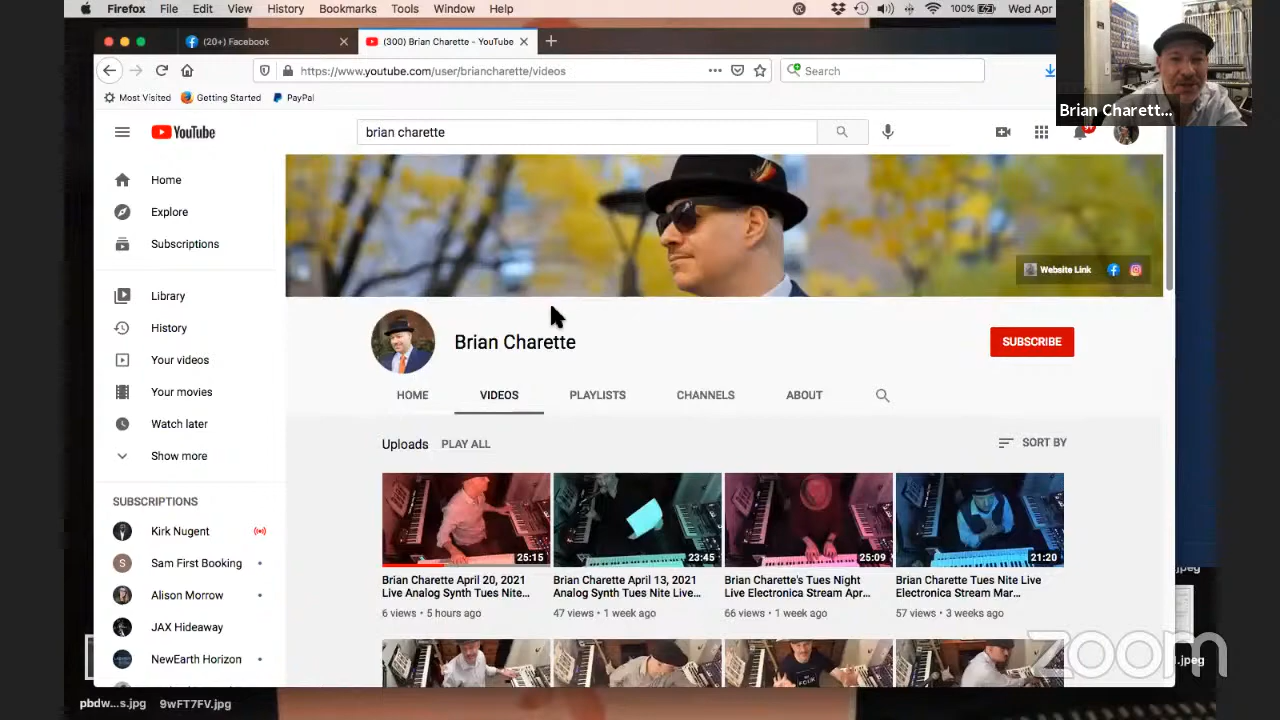 Firefox File Edit View History Bookmarks Tools Window Help 100% Wed Apr
(20+) Facebook
(300) Brian Charette - YouTube
https://www.youtube.com/user/briancharette/videos
Search
Most Visited Getting Started PayPal
Brian Charett...
YouTube
brian charette
9+
Home
Explore
Subscriptions
Library
History
Your videos
Your movies
Watch later
Show more
SUBSCRIPTIONS
Kirk Nugent
Sam First Booking
Alison Morrow
JAX Hideaway
NewEarth Horizon
Website Link
Brian Charette
SUBSCRIBE
HOME VIDEOS PLAYLISTS CHANNELS ABOUT
Uploads PLAY ALL SORT BY
25:15 23:45 25:09 21:20
Brian Charette April 20, 2021
Live Analog Synth Tues Nite...
6 views • 5 hours ago
Brian Charette April 13, 2021
Analog Synth Tues Nite Live...
47 views • 1 week ago
Brian Charette's Tues Night
Live Electronica Stream Apr...
66 views • 1 week ago
Brian Charette Tues Nite Live
Electronica Stream Mar...
57 views • 3 weeks ago
zoom
pbdw...s.jpg 9wFT7FV.jpg